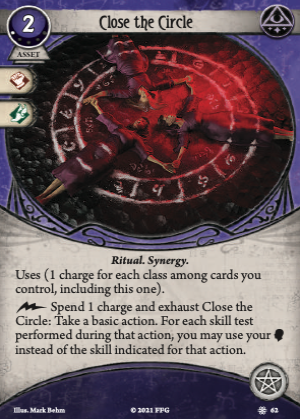 2
Close the Circle
ASSET
Ritual. Synergy.
Uses (1 charge for each class among cards you
control, including this one).
Spend 1 charge and exhaust Close the
Circle: Take a basic action. For each skill test
performed during that action, you may use your
instead of the skill indicated for that action.
Illus. Mark Behm
© 2021 FFG
62